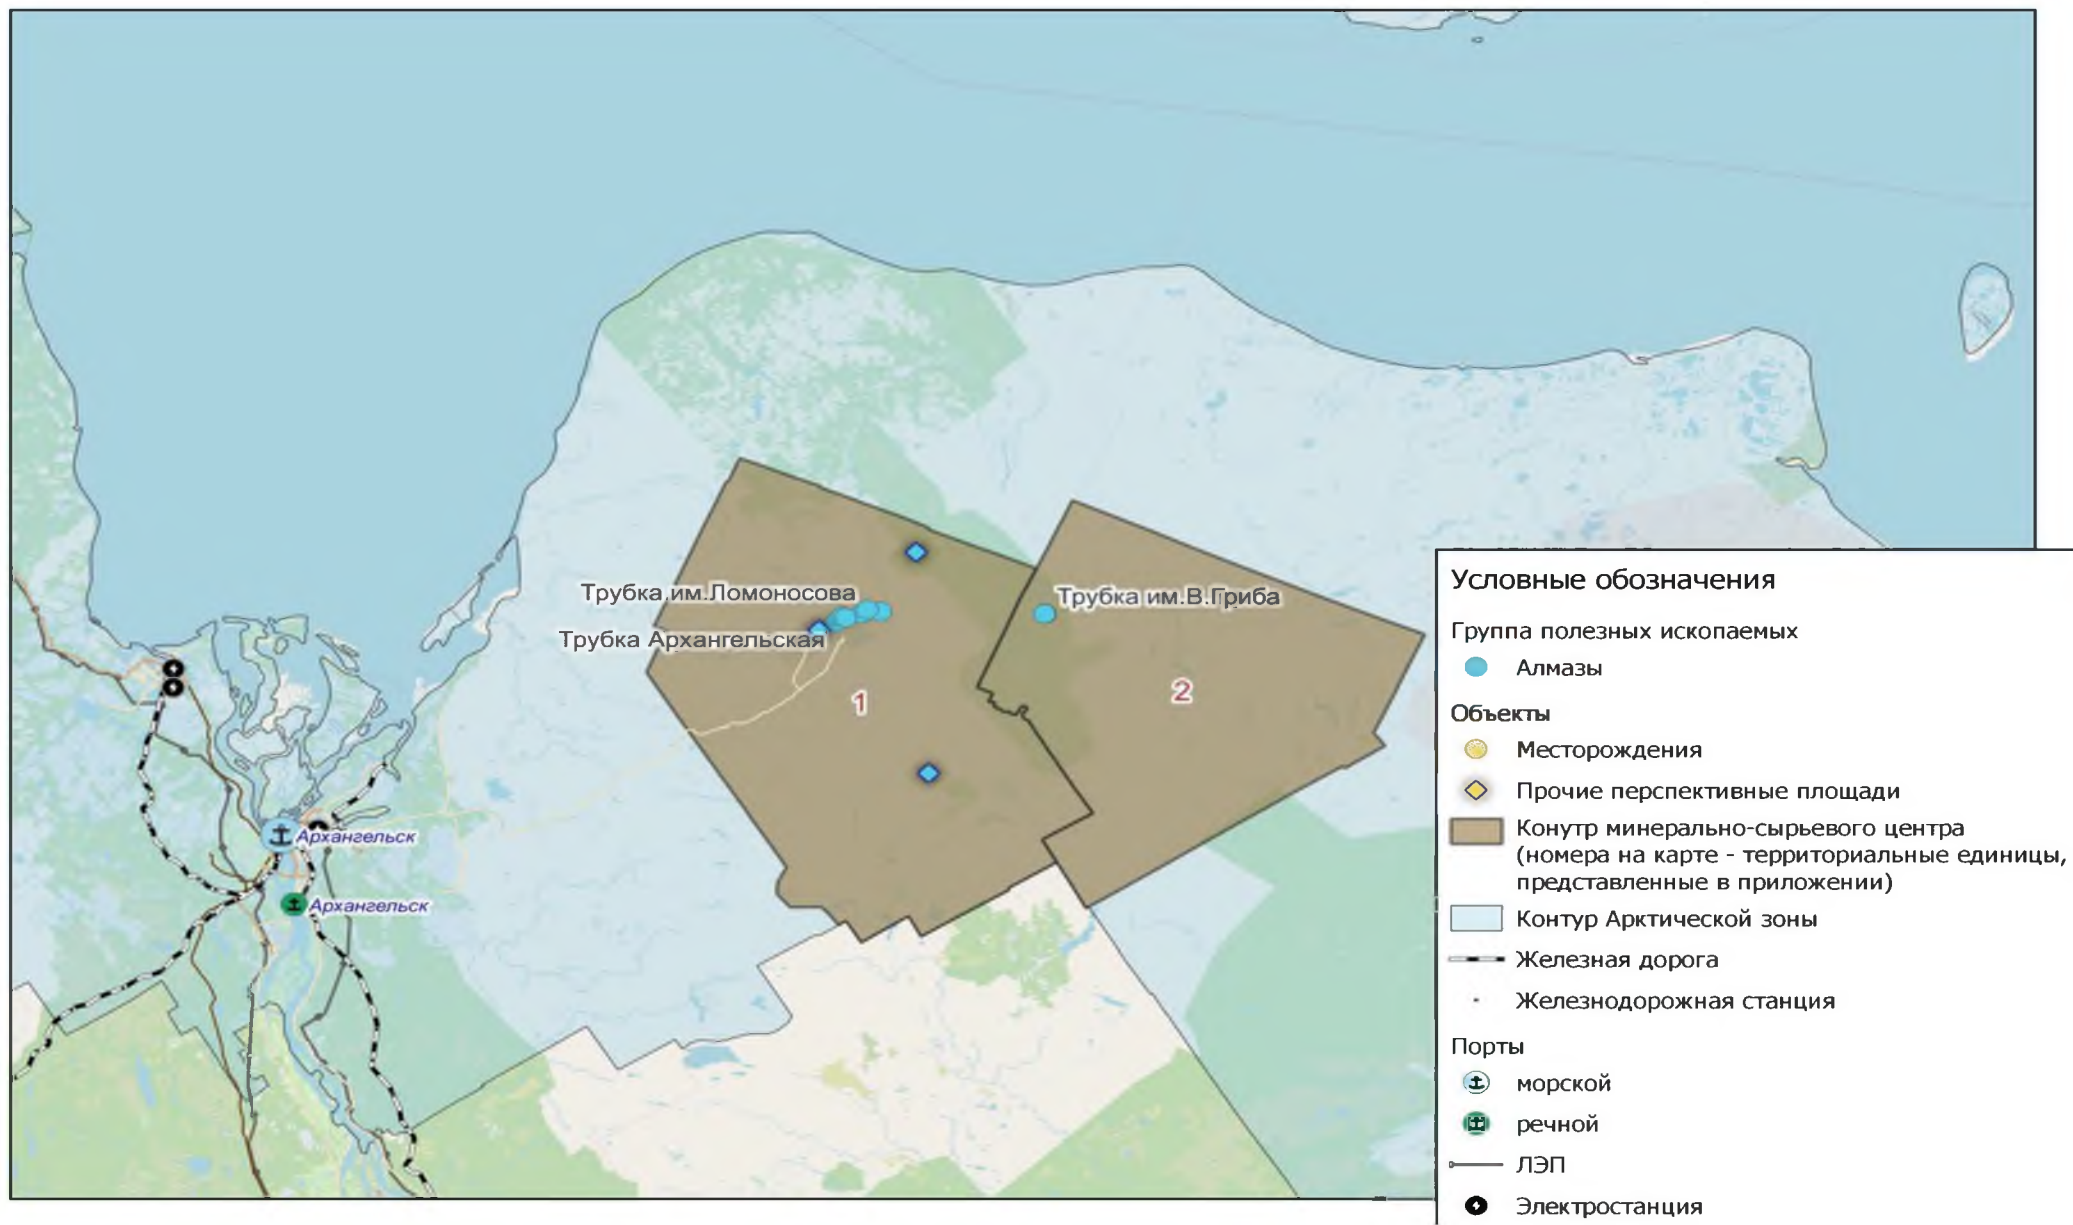 Трубка им.Ломоносова
Трубка Архангельская
Трубка им.В.Гриба
1
2
Архангельск
Архангельск
Условные обозначения
Группа полезных ископаемых
Алмазы
Объекты
Месторождения
Прочие перспективные площади
Конутр минерально-сырьевого центра
(номера на карте - территориальные единицы,
представленные в приложении)
Контур Арктической зоны
Железная дорога
Железнодорожная станция
Порты
морской
речной
ЛЭП
Электростанция